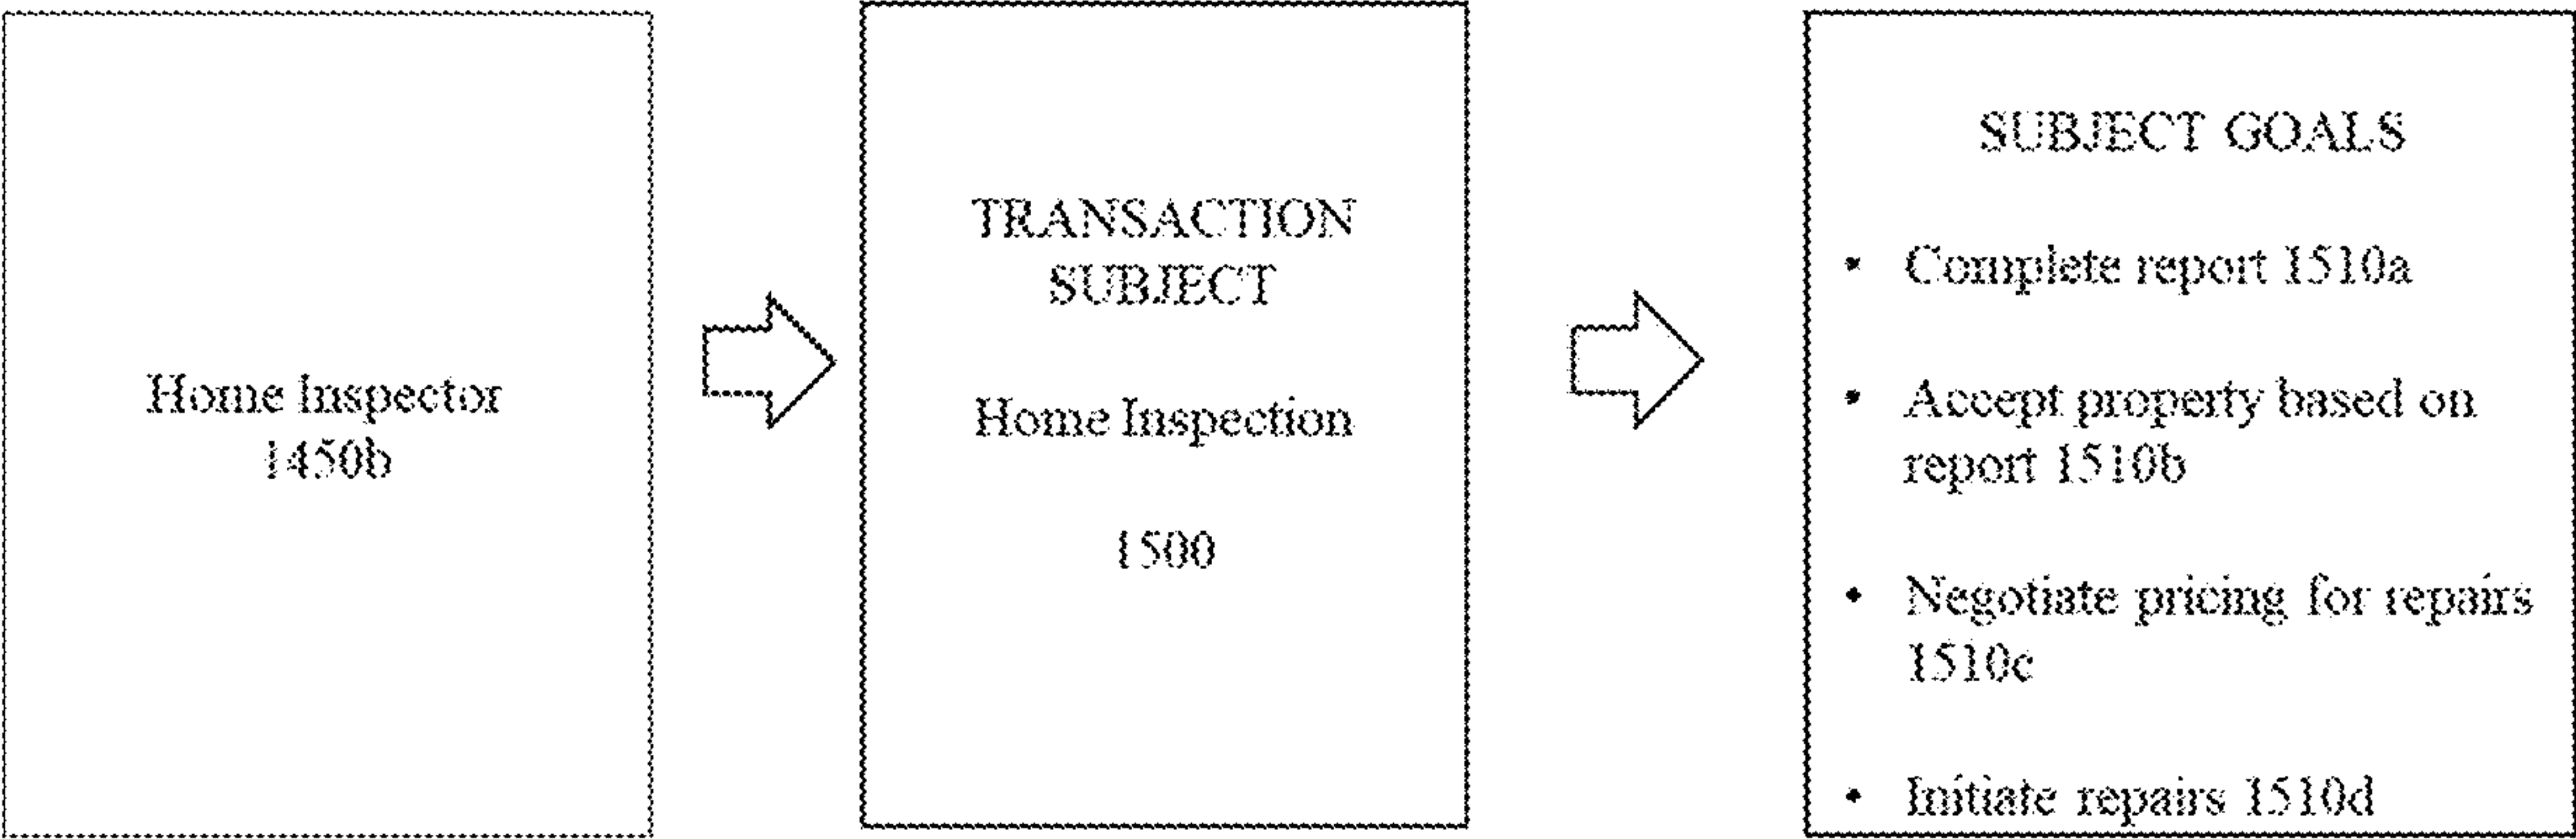 Home Inspector
1450b
TRANSACTION
SUBJECT
Home Inspection
1500
SUBJECT GOALS
• Complete report 1510a
• Accept property based on
report 1510b
• Negotiate pricing for repairs
1510c
• Initiate repairs 1510d